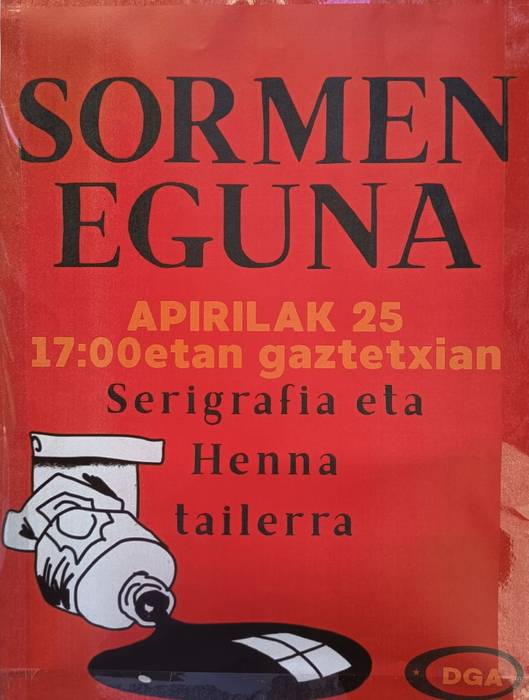 SORMEN
EGUNA
APIRILAK 25
17:00etan gaztetxian
Serigrafia eta
Henna
tailerra
DGA